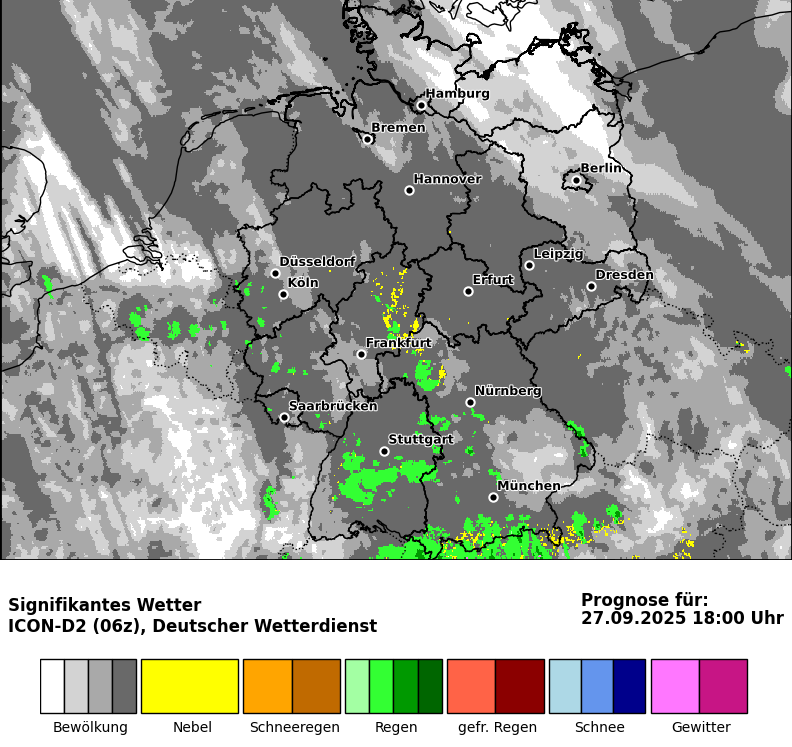 Hamburg
Bremen
Berlin
Hannover
Leipzig
Düsseldorf
Dresden
Erfurt
Köln
Frankfurt
Nürnberg
Saarbrücken
Stuttgart
München
Signifikantes Wetter
ICON-D2 (06z), Deutscher Wetterdienst
Prognose für:
27.09.2025 18:00 Uhr
Bewölkung
Nebel
Schneeregen
Regen
gefr. Regen
Schnee
Gewitter